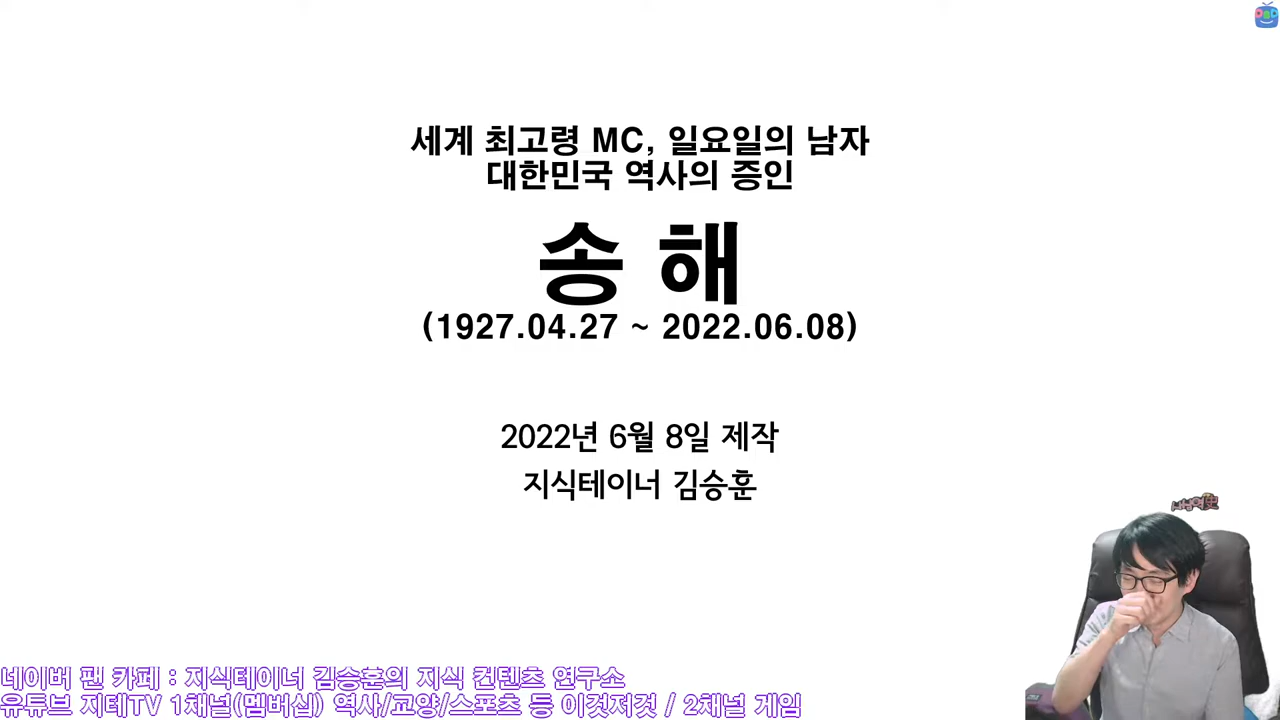 세계 최고령 MC, 일요일의 남자
대한민국 역사의 증인
송 해
(1927.04.27 ~ 2022.06.08)
2022년 6월 8일 제작
지식테이너 김승훈
네이버 팬 카페 : 지식테이너 김승훈의 지식 컨텐츠 연구소
유튜브 지테TV 1채널(멤버십) 역사/교양/스포츠 등 이것저것 / 2채널 게임